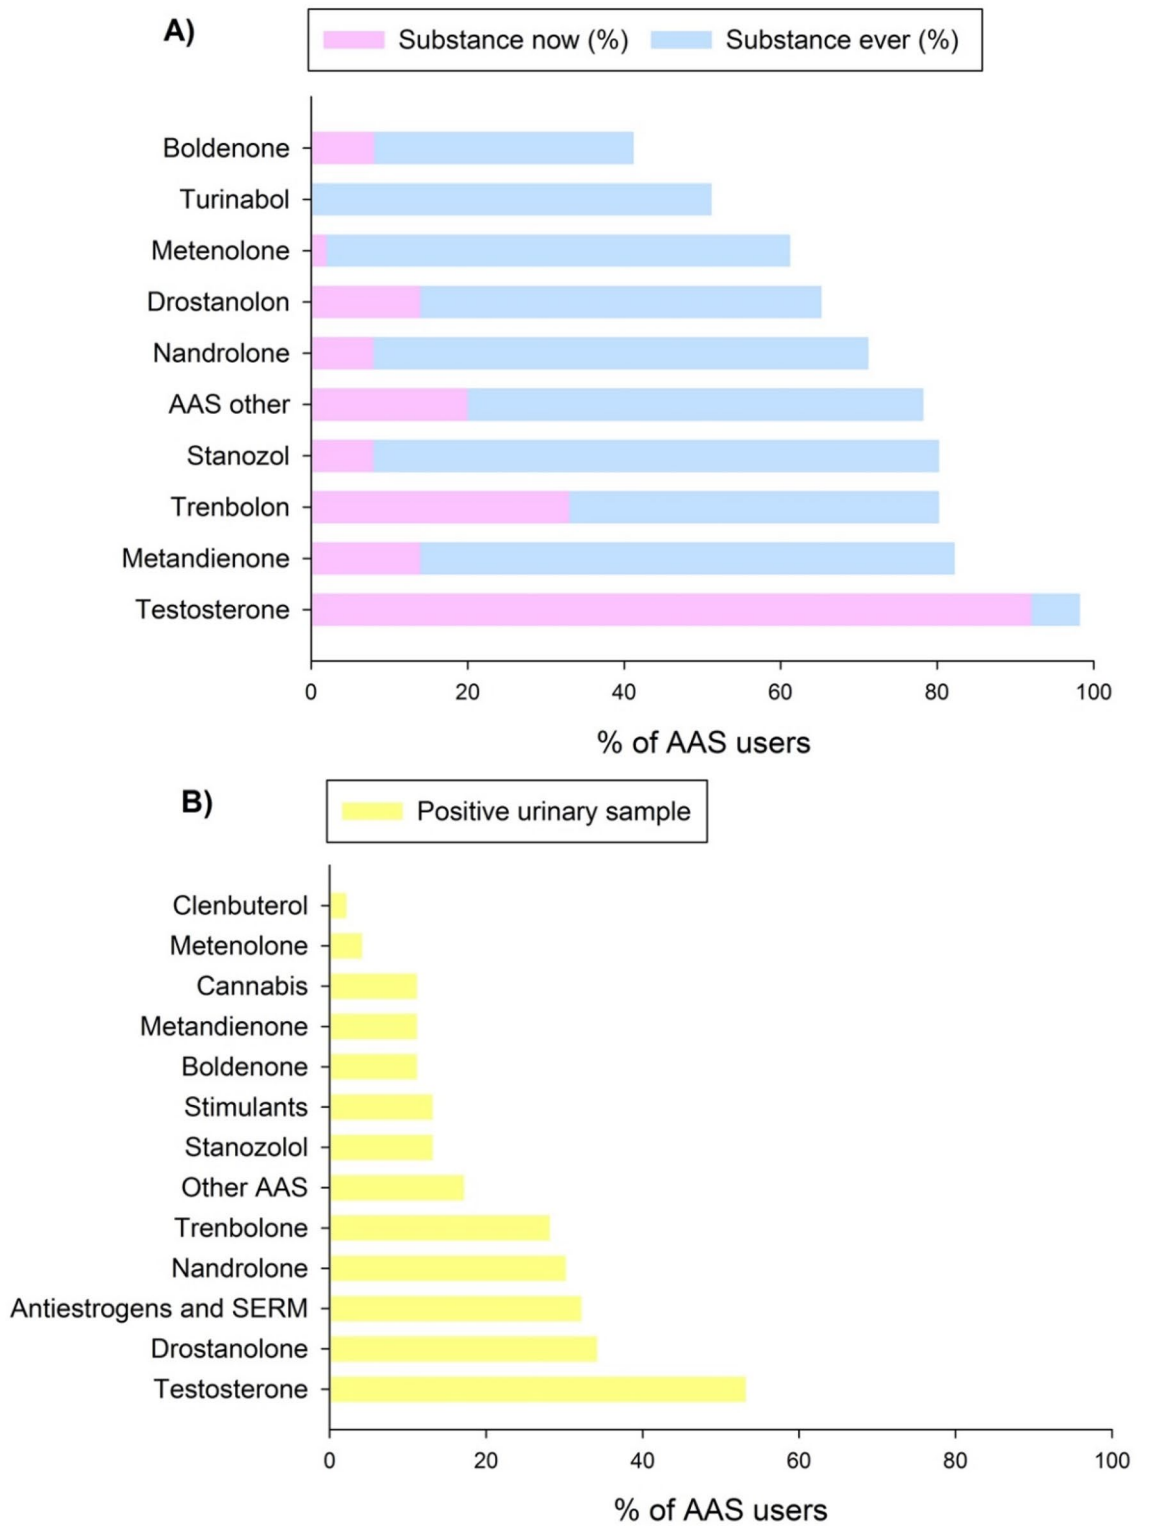 A)
Substance now (%)
Substance ever (%)
Boldenone
Turinabol
Metenolone
Drostanolon
Nandrolone
AAS other
Stanozol
Trenbolon
Metandienone
Testosterone
0 20 40 60 80 100
% of AAS users
B)
Positive urinary sample
Clenbuterol
Metenolone
Cannabis
Metandienone
Boldenone
Stimulants
Stanozolol
Other AAS
Trenbolone
Nandrolone
Antiestrogens and SERM
Drostanolone
Testosterone
0 20 40 60 80 100
% of AAS users